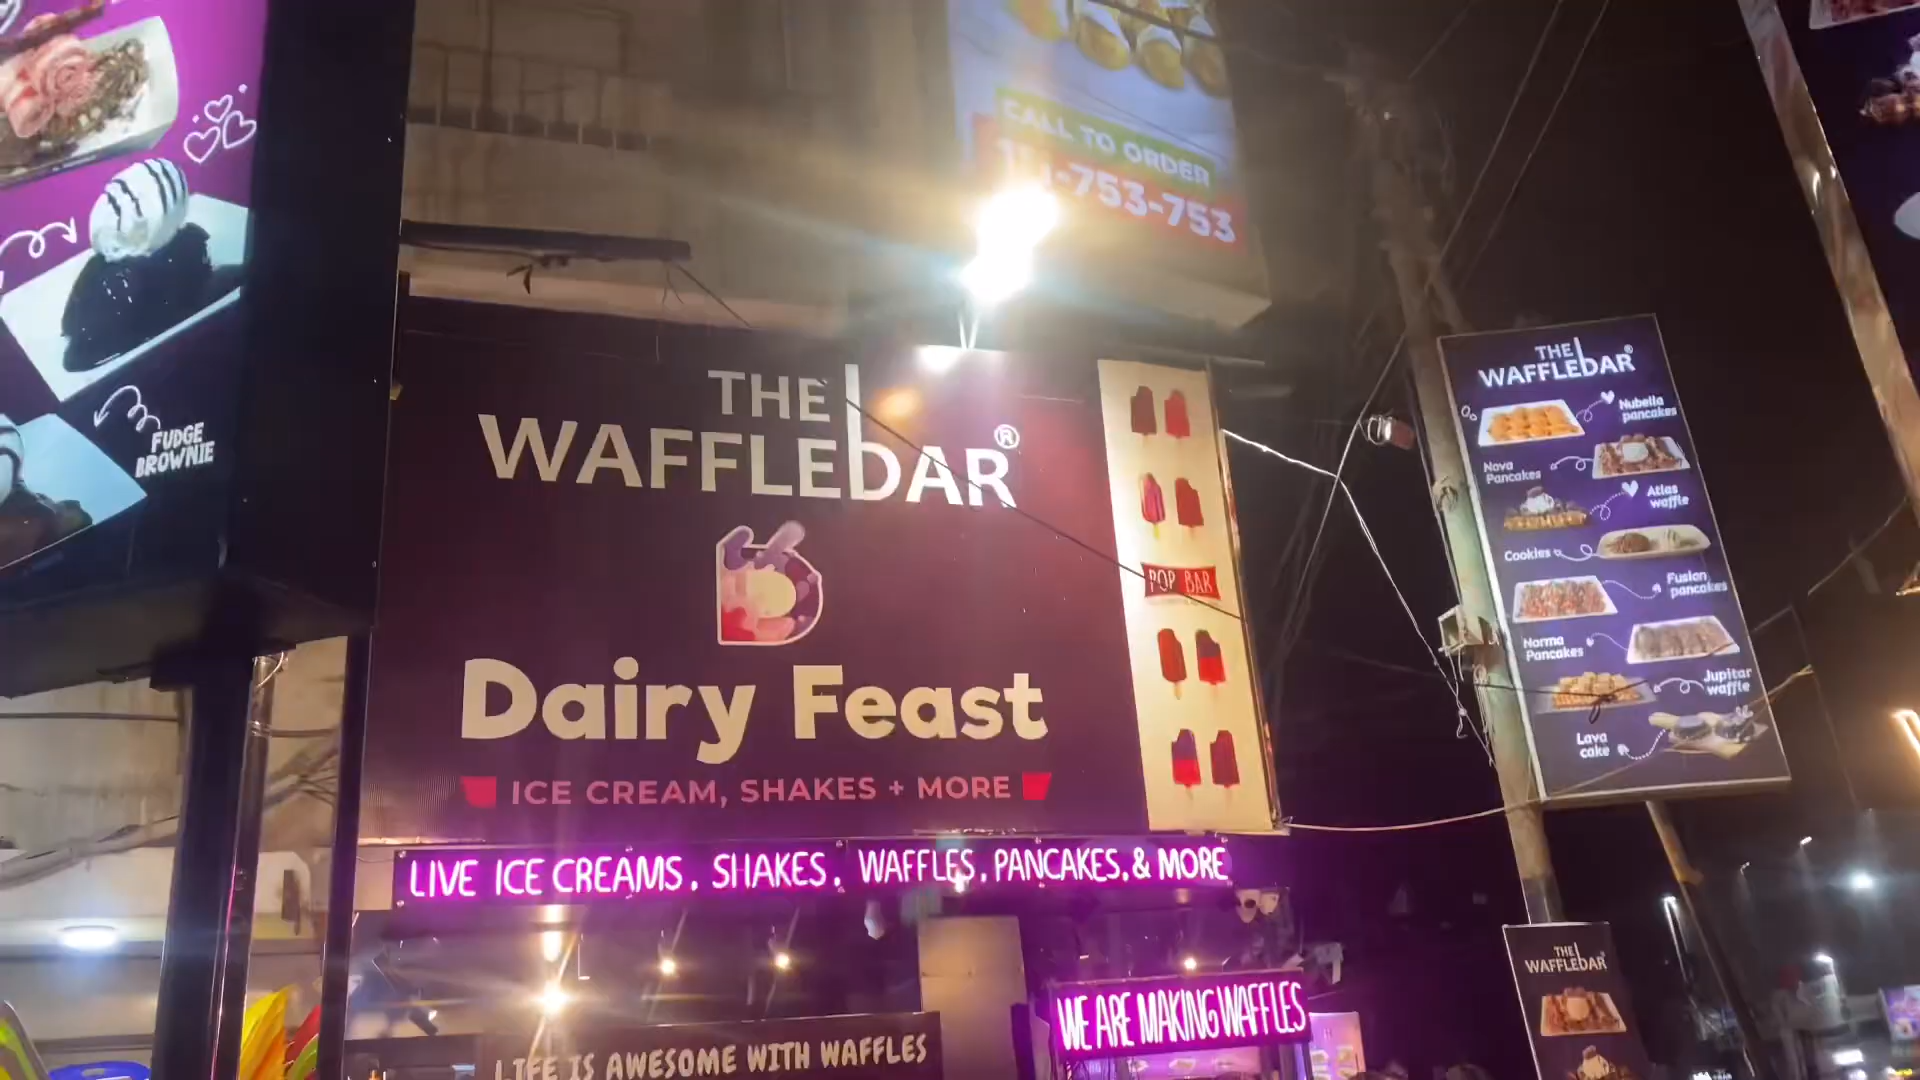 CALL TO ORDER
-753-753
FUDGE
BROWNIE
THE
WAFFLEbAR®
Dairy Feast
ICE CREAM, SHAKES + MORE
POP BAR
LIVE ICE CREAMS, SHAKES, WAFFLES, PANCAKES, & MORE
WE ARE MAKING WAFFLES
LIFE IS AWESOME WITH WAFFLES
THE
WAFFLEbAR®
Nubella
pancakes
Nova
Pancakes
Atlas
waffle
Cookies
Fusion
pancakes
Norma
Pancakes
Jupitar
waffle
Lava
cake
THE
WAFFLEbAR